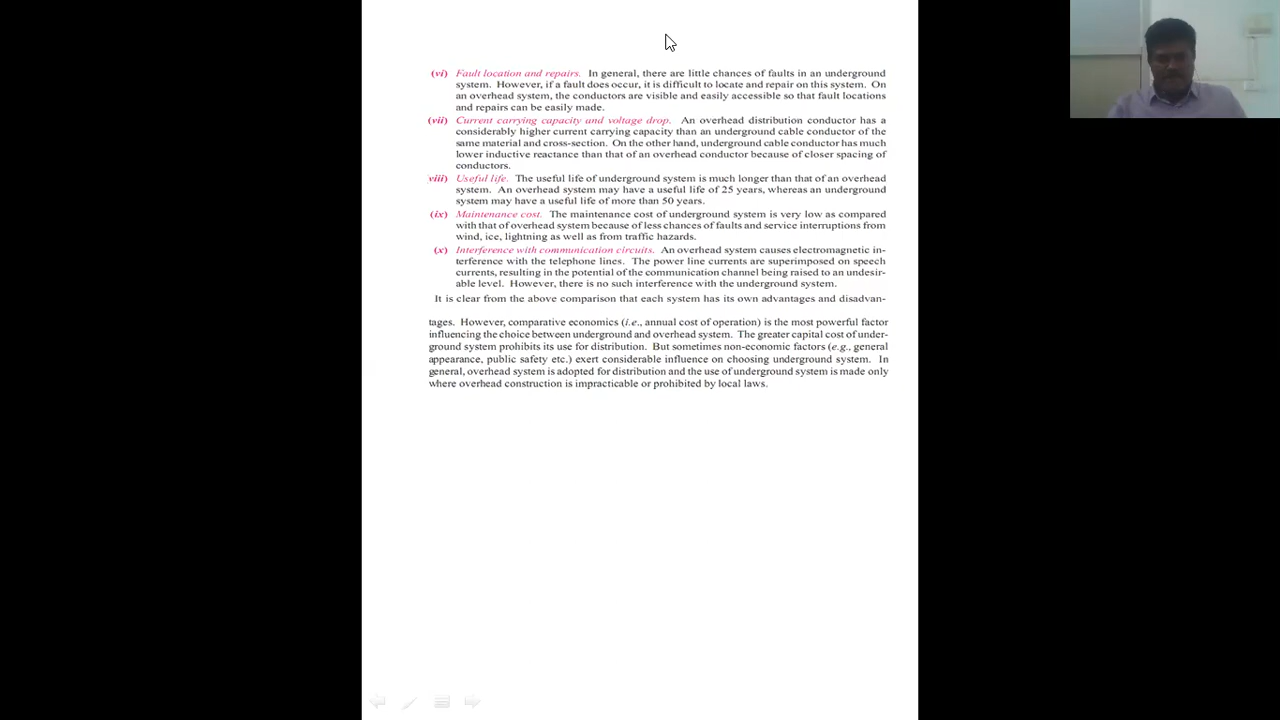 (vi) Fault location and repairs. In general, there are little chances of faults in an underground
system. However, if a fault does occur, it is difficult to locate and repair on this system. On
an overhead system, the conductors are visible and easily accessible so that fault locations
and repairs can be easily made.
(vii) Current carrying capacity and voltage drop. An overhead distribution conductor has a
considerably higher current carrying capacity than an underground cable conductor of the
same material and cross-section. On the other hand, underground cable conductor has much
lower inductive reactance than that of an overhead conductor because of closer spacing of
conductors.
viii) Useful life. The useful life of underground system is much longer than that of an overhead
system. An overhead system may have a useful life of 25 years, whereas an underground
system may have a useful life of more than 50 years.
(ix) Maintenance cost. The maintenance cost of underground system is very low as compared
with that of overhead system because of less chances of faults and service interruptions from
wind, ice, lightning as well as from traffic hazards.
(x) Interference with communication circuits. An overhead system causes electromagnetic in-
terference with the telephone lines. The power line currents are superimposed on speech
currents, resulting in the potential of the communication channel being raised to an undesir-
able level. However, there is no such interference with the underground system.
It is clear from the above comparison that each system has its own advantages and disadvan-
tages. However, comparative economics (i.e., annual cost of operation) is the most powerful factor
influencing the choice between underground and overhead system. The greater capital cost of under-
ground system prohibits its use for distribution. But sometimes non-economic factors (e.g., general
appearance, public safety etc.) exert considerable influence on choosing underground system. In
general, overhead system is adopted for distribution and the use of underground system is made only
where overhead construction is impracticable or prohibited by local laws.